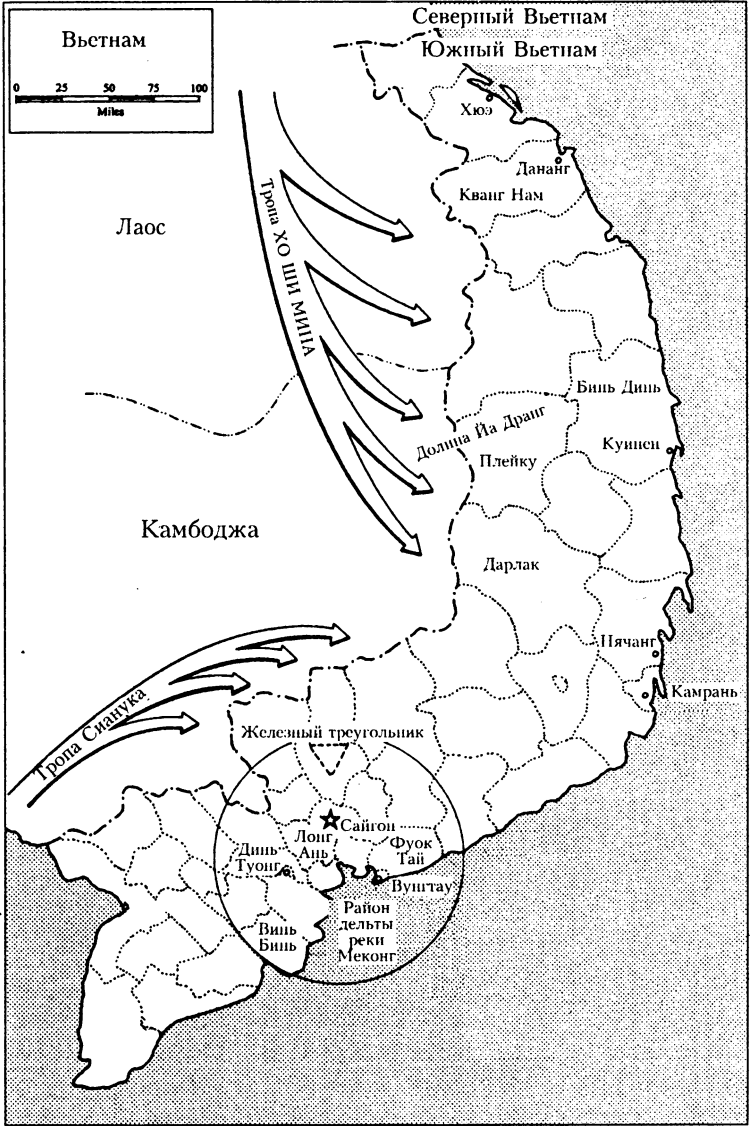 Северный Вьетнам
Южный Вьетнам
Вьетнам
0 25 50 75 100
Miles
Хюэ
Дананг
Кванг Нам
Лаос
Тропа ХО ШИ МИНА
Бинь Динь
Долина Йа Дранг
Куинен
Плейку
Камбоджа
Дарлак
Нячанг
Камрань
Тропа Сианука
Железный треугольник
Сайгон
Лонг
Ань
Фуок
Тай
Динь
Туонг
Вунгтау
Винь
Бинь
Район
дельты
реки
Меконг